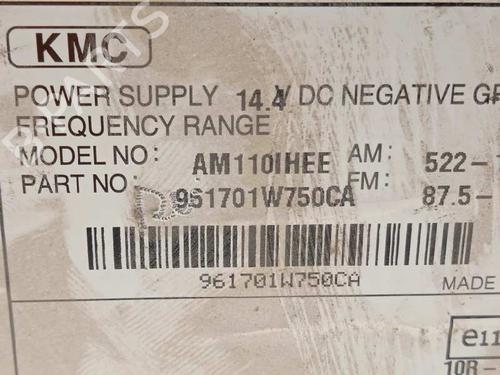 KMC
POWER SUPPLY 14.4V DC NEGATIVE
FREQUENCY RANGE
MODEL NO: AM110IHEE AM: 522-
PART NO 961701W750CA FM: 87.5-
961701W750CA
MADE
e11
10R-